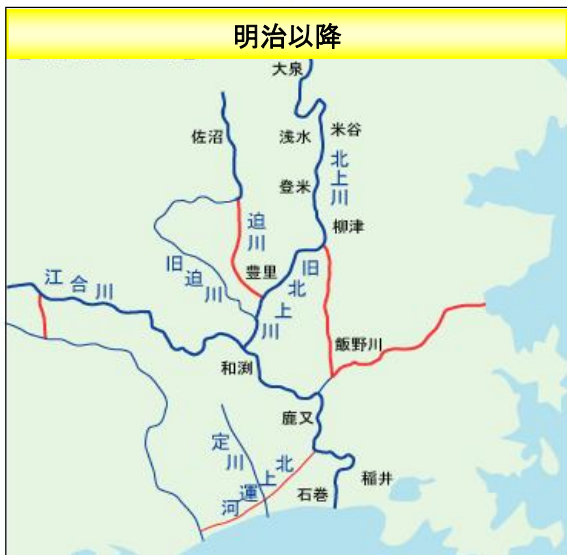 明治以降
大泉
佐沼
浅水
米谷
北上川
登米
柳津
迫川
旧迫川
豊里
旧北上川
江合川
飯野川
和渕
鹿又
定川
北上運河
石巻
稲井